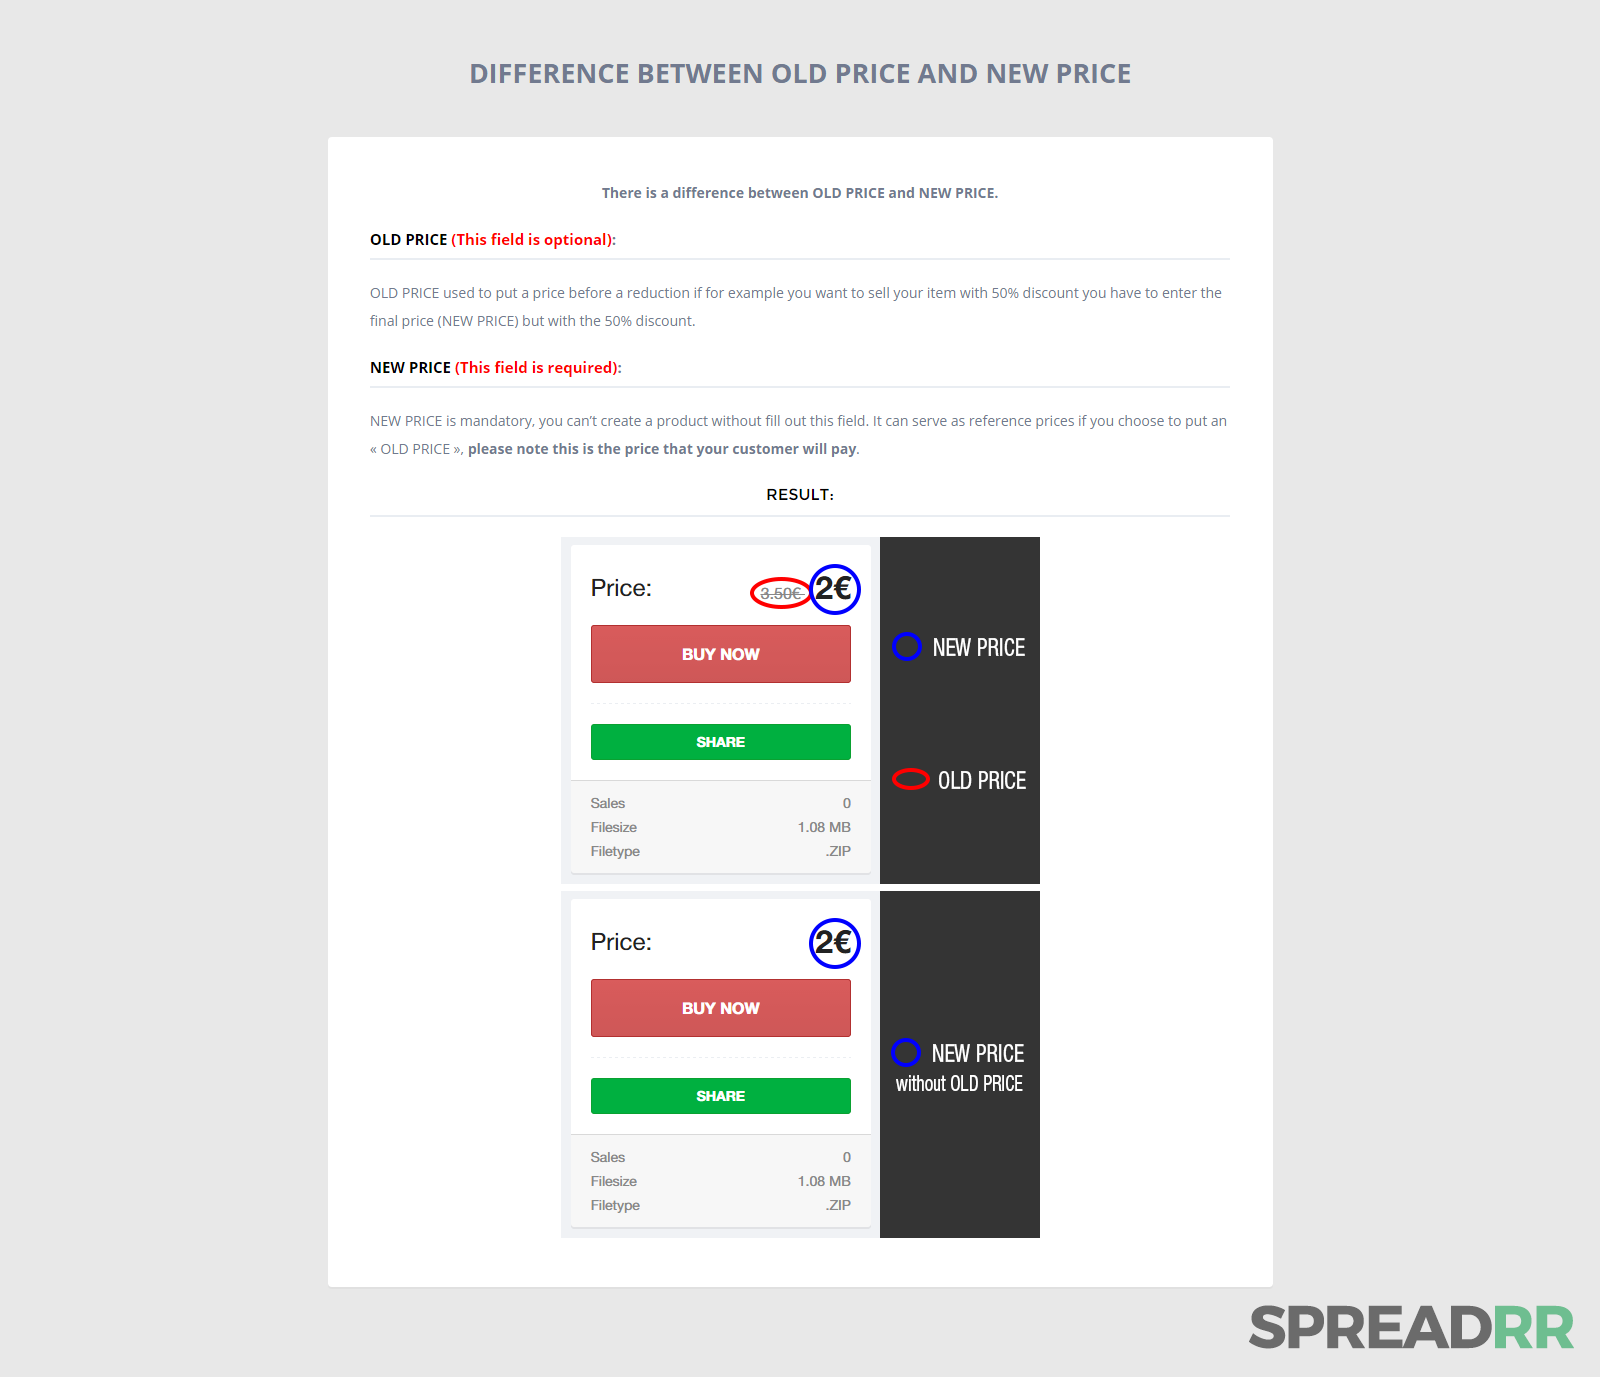 DIFFERENCE BETWEEN OLD PRICE AND NEW PRICE
There is a difference between OLD PRICE and NEW PRICE.
OLD PRICE (This field is optional):
OLD PRICE used to put a price before a reduction if for example you want to sell your item with 50% discount you have to enter the
final price (NEW PRICE) but with the 50% discount.
NEW PRICE (This field is required):
NEW PRICE is mandatory, you can’t create a product without fill out this field. It can serve as reference prices if you choose to put an
« OLD PRICE », please note this is the price that your customer will pay.
RESULT:
Price: 3.50€ 2€
BUY NOW
SHARE
Sales 0
Filesize 1.08 MB
Filetype .ZIP
NEW PRICE
OLD PRICE
Price: 2€
BUY NOW
SHARE
Sales 0
Filesize 1.08 MB
Filetype .ZIP
NEW PRICE
without OLD PRICE
SPREADRR